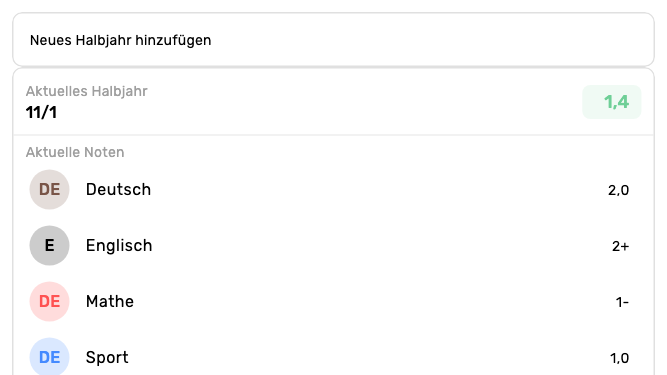 Neues Halbjahr hinzufügen
Aktuelles Halbjahr
11/1
1,4
Aktuelle Noten
DE Deutsch 2,0
E Englisch 2+
DE Mathe 1-
DE Sport 1,0